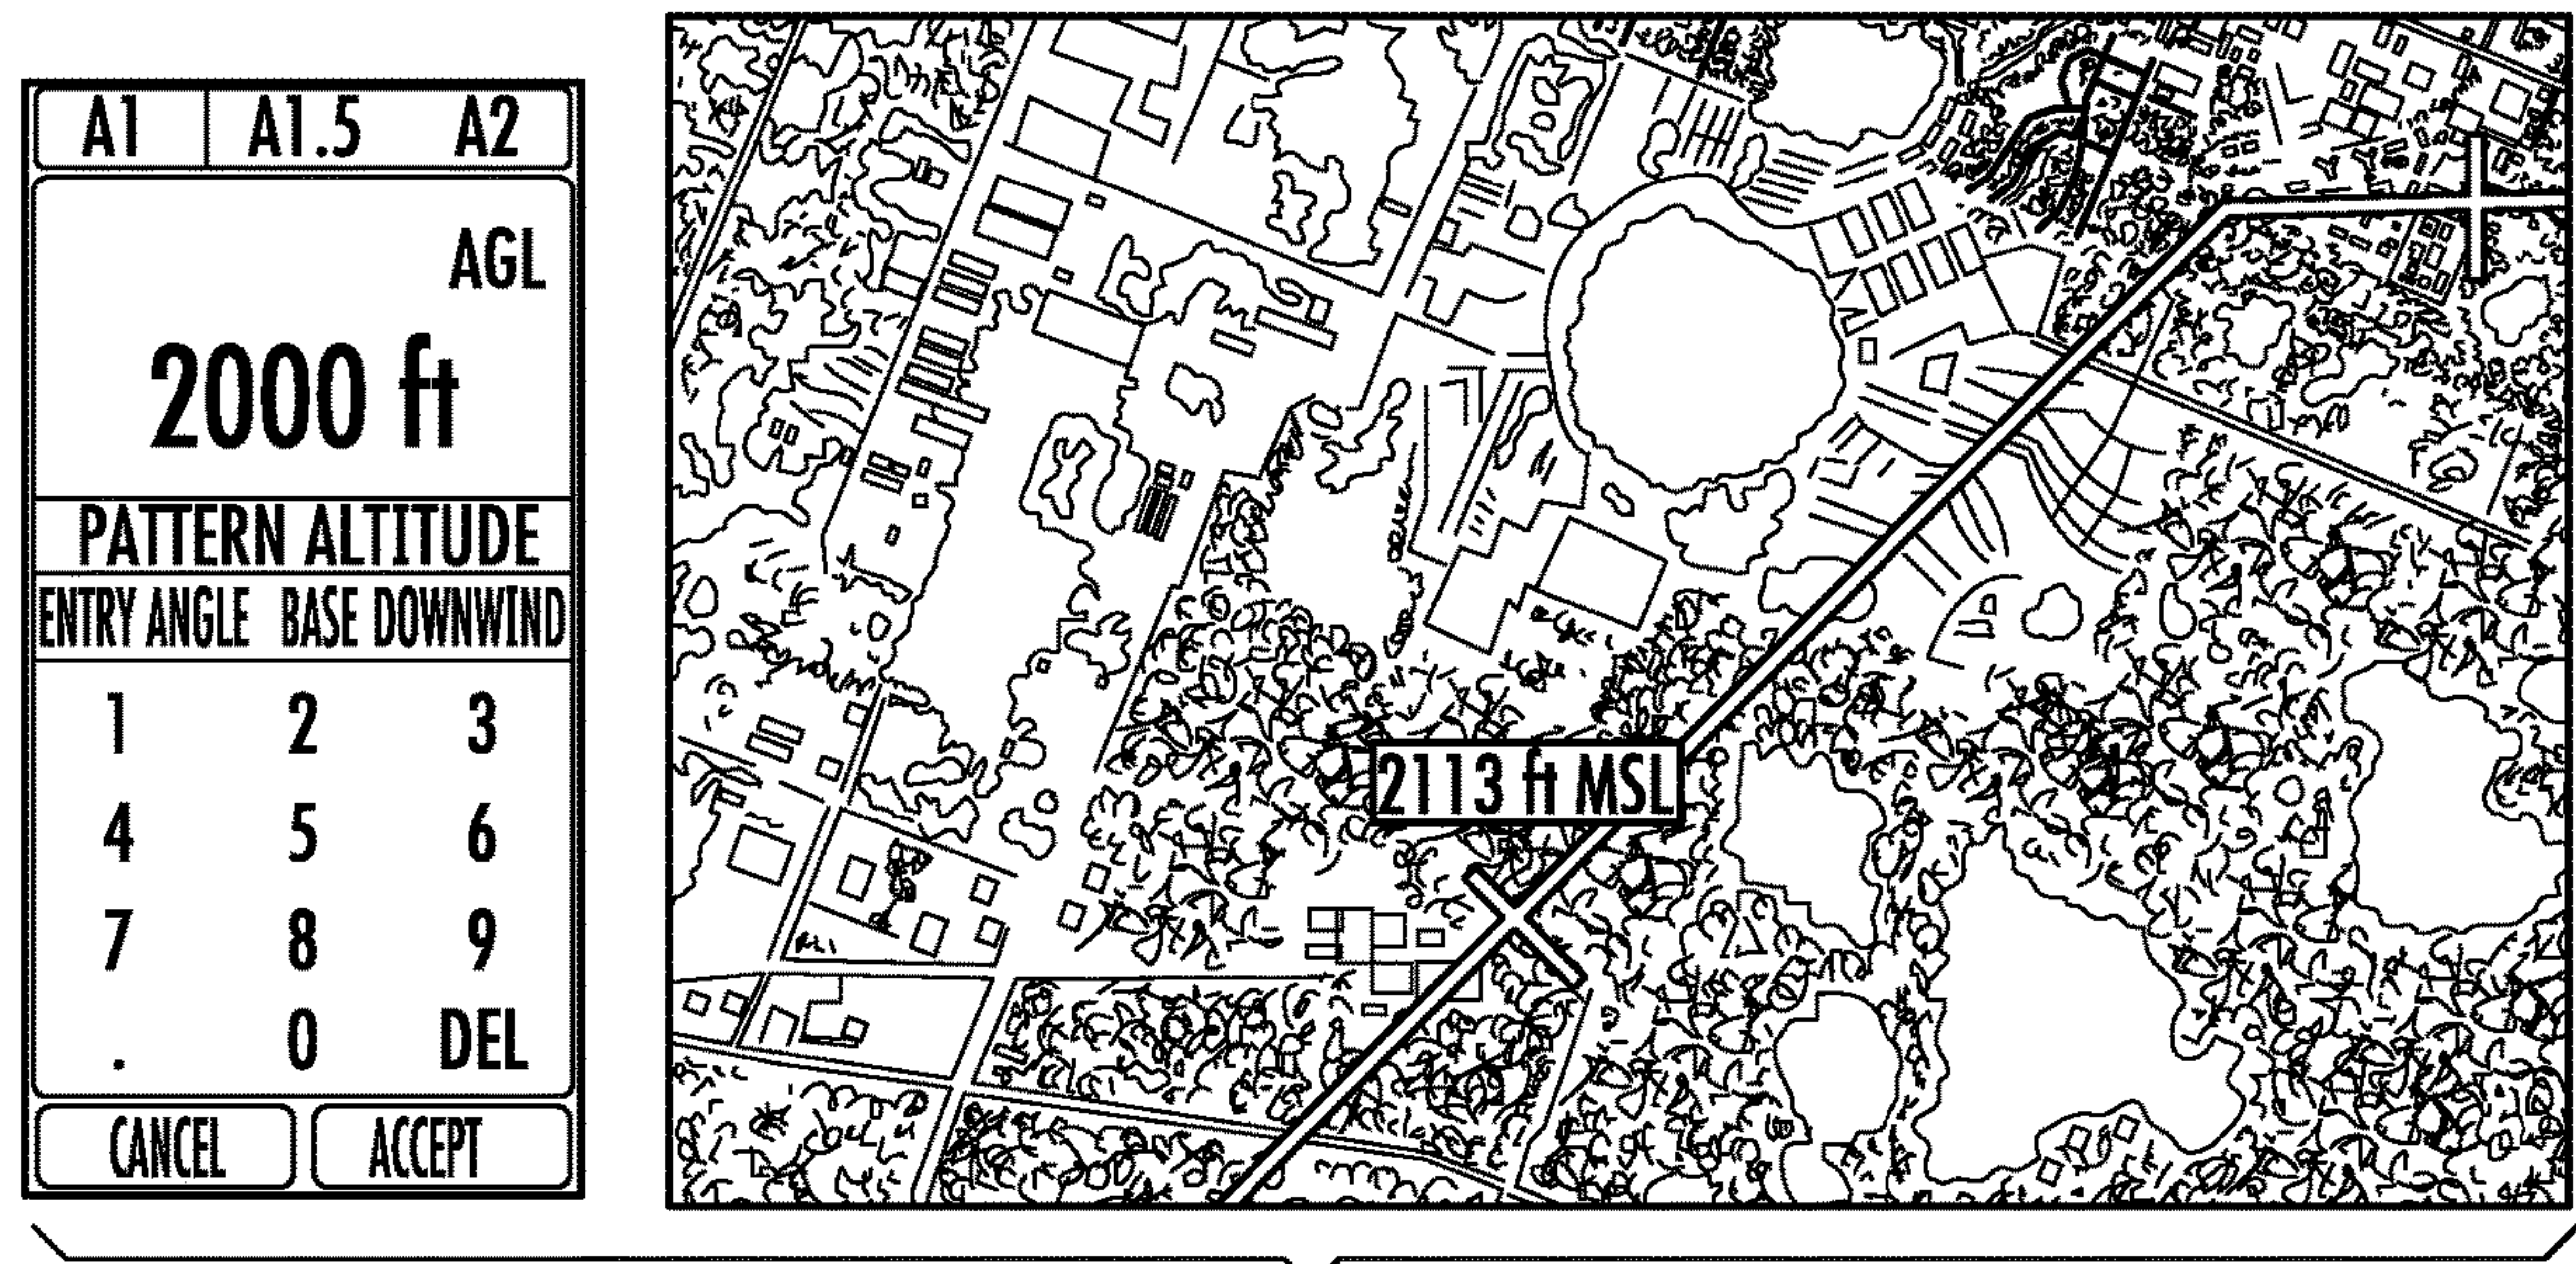 A1 A1.5 A2
AGL
2000 ft
PATTERN ALTITUDE
ENTRY ANGLE BASE DOWNWIND
1 2 3
4 5 6
7 8 9
. 0 DEL
CANCEL ACCEPT
2113 ft MSL